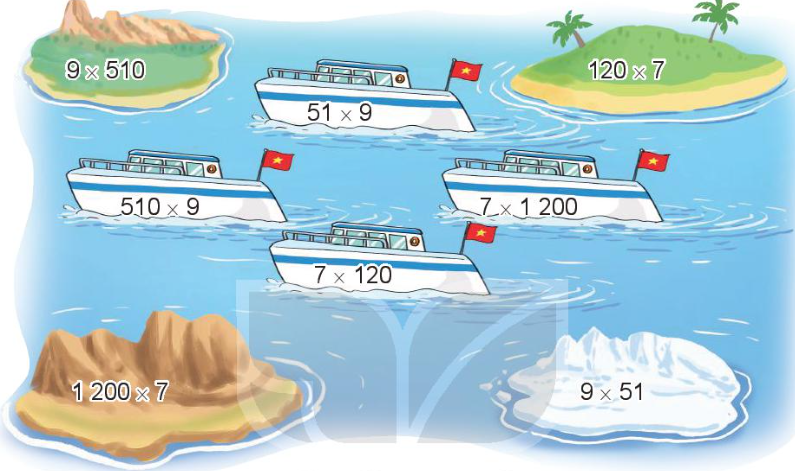 9 × 510
120 × 7
51 × 9
510 × 9
7 × 1 200
7 × 120
1 200 × 7
9 × 51